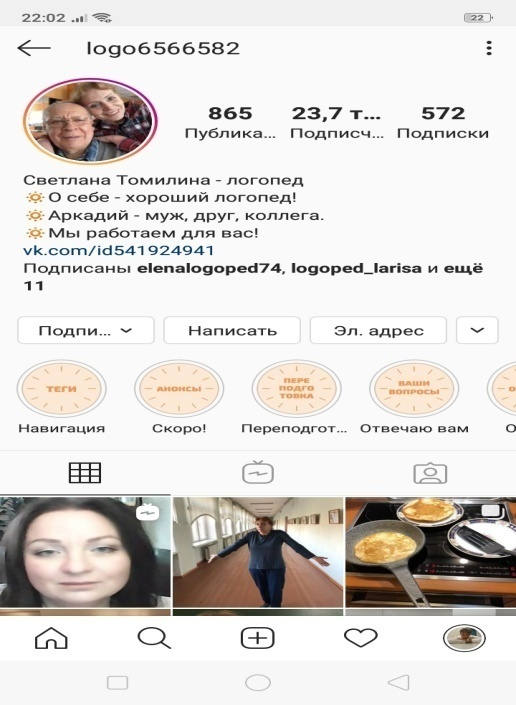 22:02
22
logo6566582
865 23,7 т... 572
Публика... Подписч... Подписки
Светлана Томилина - логопед
О себе - хороший логопед!
Аркадий - муж, друг, коллега.
Мы работаем для вас!
vk.com/id541924941
Подписаны elenalogoped74, logoped_larisa и ещё
11
Подпи... Написать Эл. адрес
ТЕГИ
АНОНСЫ
ПЕРЕ
ПОДГО
ТОВКА
ВАШИ
ВОПРОСЫ
Навигация Скоро! Переподгот... Отвечаю вам О